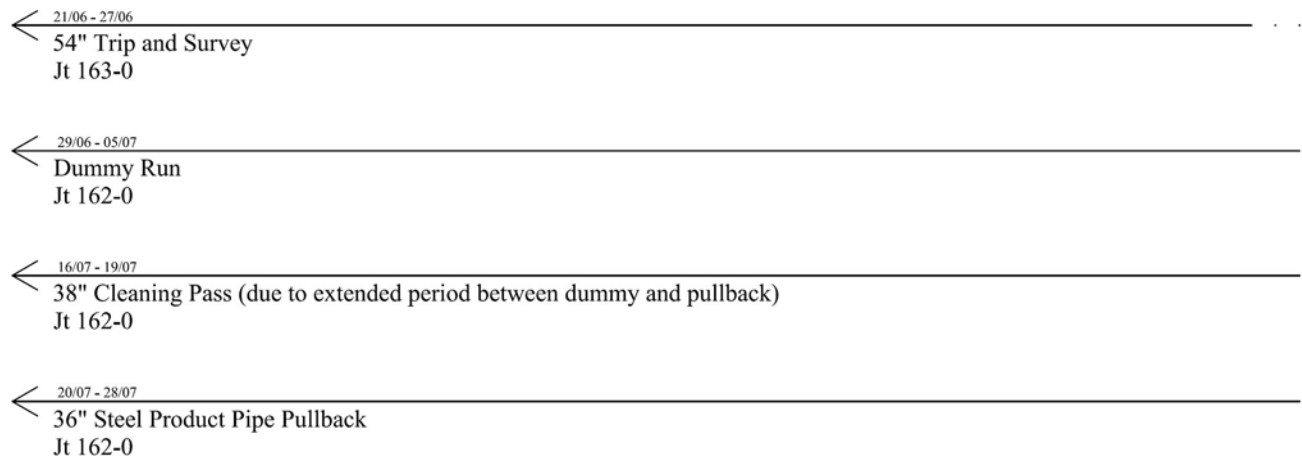 21/06 - 27/06
54" Trip and Survey
Jt 163-0
29/06 - 05/07
Dummy Run
Jt 162-0
16/07 - 19/07
38" Cleaning Pass (due to extended period between dummy and pullback)
Jt 162-0
20/07 - 28/07
36" Steel Product Pipe Pullback
Jt 162-0